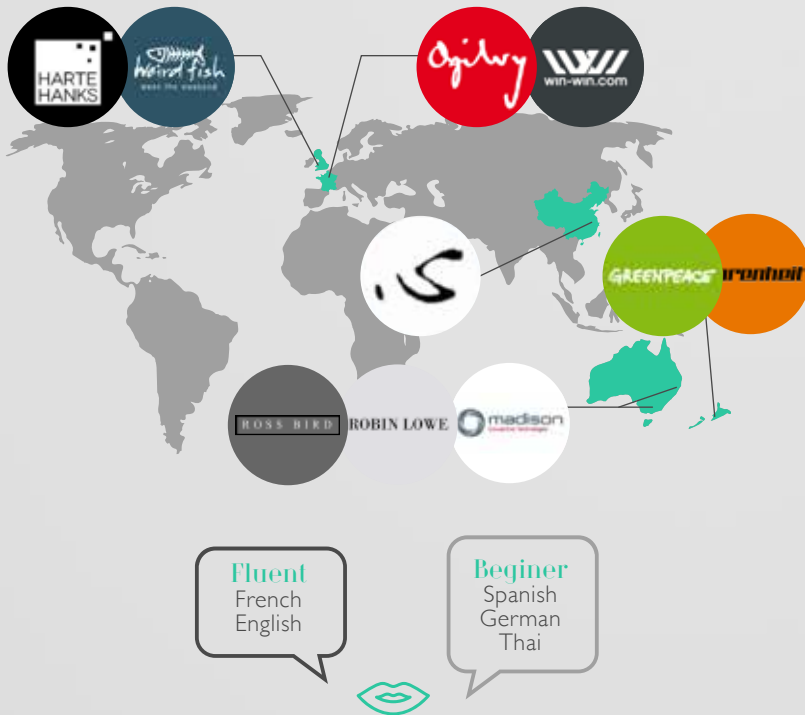 HARTE
HANKS
Weird fish
Ogilvy
win-win.com
GREENPEACE
renheit
ROSS BIRD
ROBIN LOWE
madison
Fluent
French
English
Beginer
Spanish
German
Thai